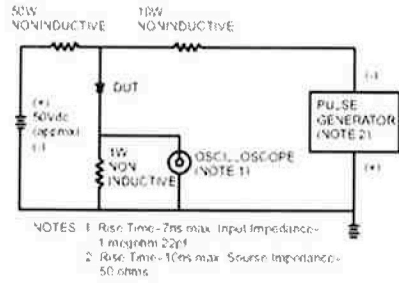 50W
NONINDUCTIVE
10W
NONINDUCTIVE
(+)
50Vdc
(approx)
(-)
DUT
1W
NON
INDUCTIVE
OSCILLOSCOPE
(NOTE 1)
(-)
PULSE
GENERATOR
(NOTE 2)
(+)
NOTES 1 Rise Time-7ns max Input Impedance-
1 megohm 22pf
2 Rise Time-10ns max Sourse Impedance-
50 ohms